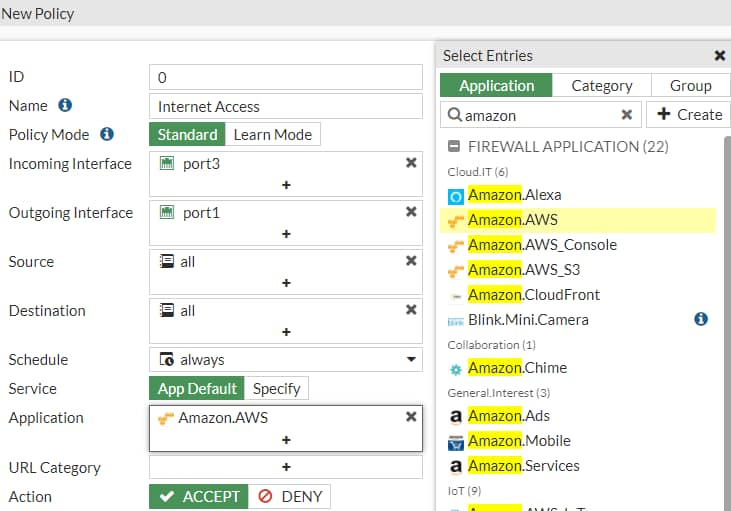 New Policy
ID 0
Name Internet Access
Policy Mode Standard Learn Mode
Incoming Interface port3
+
Outgoing Interface port1
+
Source all
+
Destination all
+
Schedule always
Service App Default Specify
Application Amazon.AWS
+
URL Category +
Action ACCEPT DENY
Select Entries
Application Category Group
amazon + Create
FIREWALL APPLICATION (22)
Cloud.IT (6)
Amazon.Alexa
Amazon.AWS
Amazon.AWS_Console
Amazon.AWS_S3
Amazon.CloudFront
Blink.Mini.Camera
Collaboration (1)
Amazon.Chime
General.Interest (3)
Amazon.Ads
Amazon.Mobile
Amazon.Services
IoT (9)